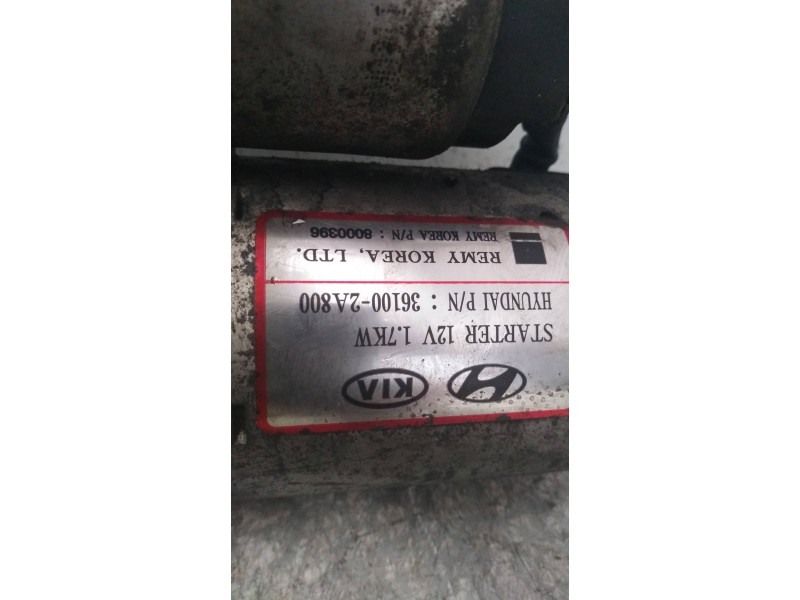 KIA
STARTER 12V 1.7KW
HYUNDAI P/N : 36100-2A800
REMY KOREA, LTD.
REMY KOREA P/N : 8000396